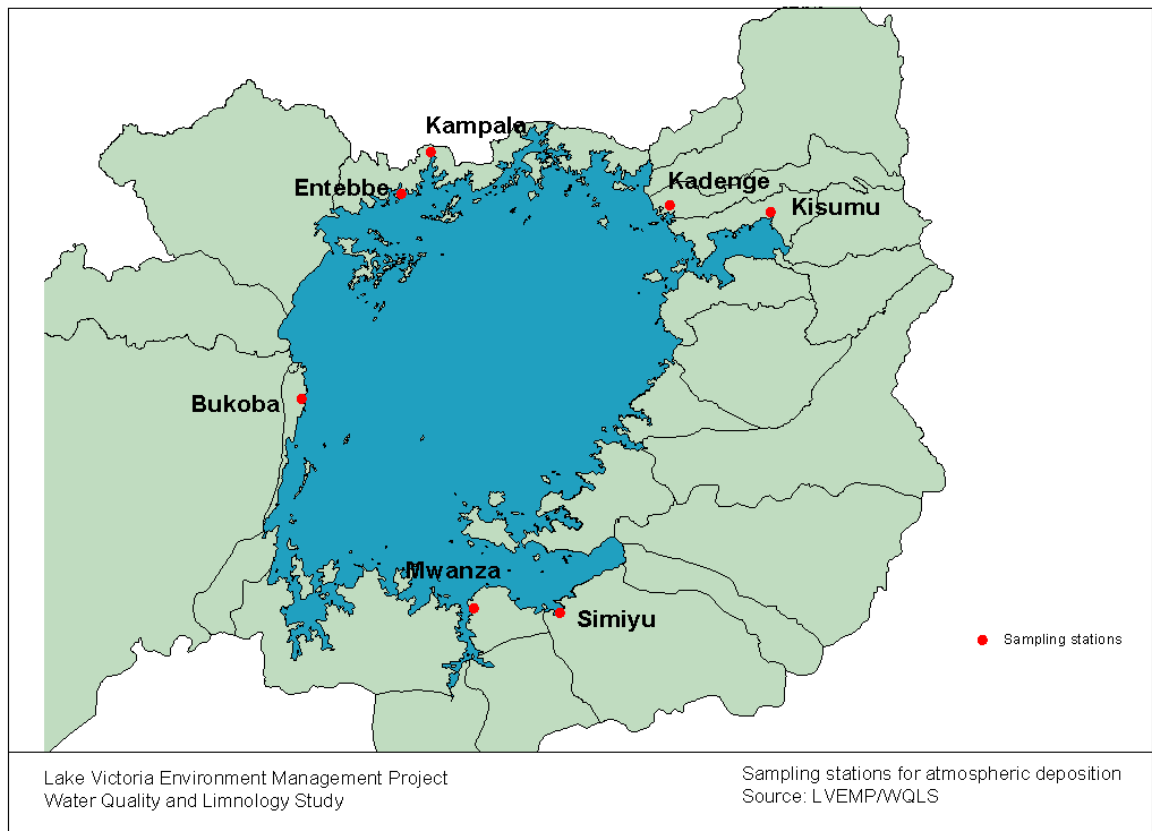 Kampala
Entebbe
Kadenge
Kisumu
Bukoba
Mwanza
Simiyu
Sampling stations
Lake Victoria Environment Management Project
Water Quality and Limnology Study
Sampling stations for atmospheric deposition
Source: LVEMP/WQLS